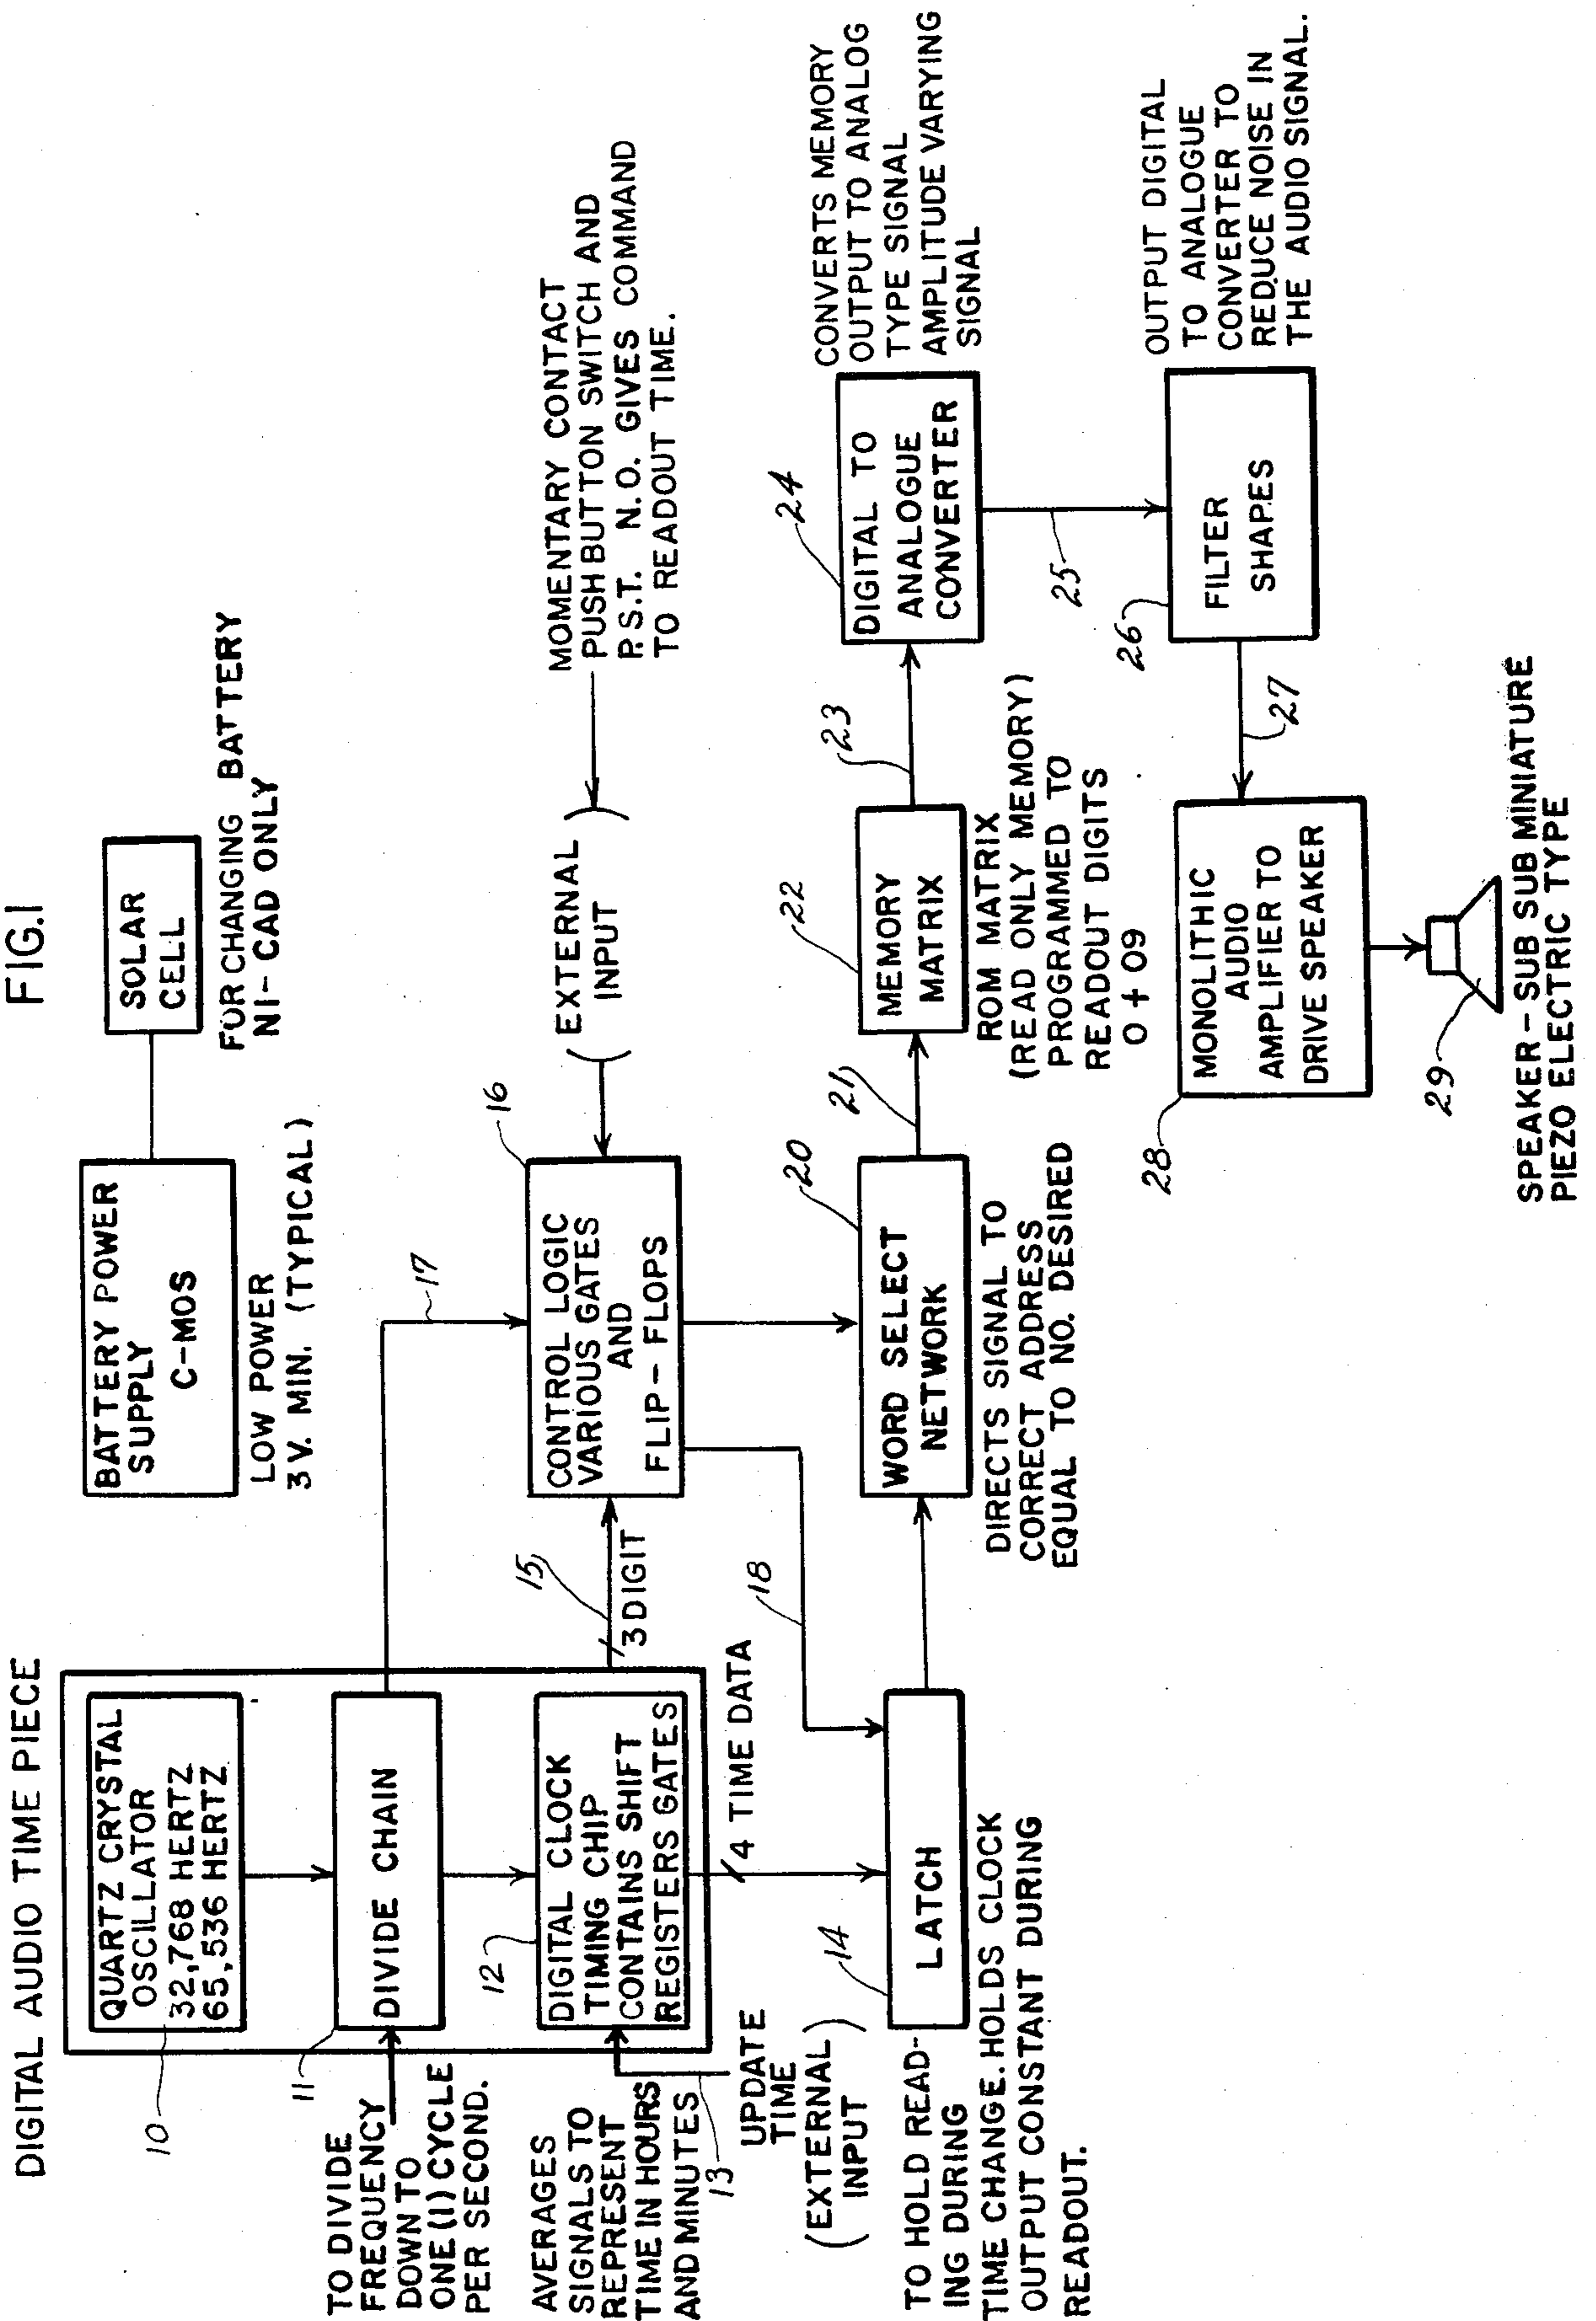 FIG.1
DIGITAL AUDIO TIME PIECE
QUARTZ CRYSTAL
OSCILLATOR
32,768 HERTZ
65,536 HERTZ
10
BATTERY POWER
SUPPLY
C-MOS
LOW POWER
3 V. MIN. (TYPICAL)
SOLAR
CELL
FOR CHANGING BATTERY
NI-CAD ONLY
TO DIVIDE
FREQUENCY
DOWN TO
ONE (1) CYCLE
PER SECOND.
11
DIVIDE CHAIN
17
AVERAGES
SIGNALS TO
REPRESENT
TIME IN HOURS
AND MINUTES
12
DIGITAL CLOCK
TIMING CHIP
CONTAINS SHIFT
REGISTERS GATES
13
UPDATE
TIME
(EXTERNAL)
INPUT
15
3 DIGIT
4 TIME DATA
16
CONTROL LOGIC
VARIOUS GATES
AND
FLIP-FLOPS
(EXTERNAL)
INPUT
MOMENTARY CONTACT
PUSHBUTTON SWITCH AND
P.S.T. N.O. GIVES COMMAND
TO READOUT TIME.
18
14
LATCH
TO HOLD READ-
ING DURING
TIME CHANGE. HOLDS CLOCK
OUTPUT CONSTANT DURING
READOUT.
20
WORD SELECT
NETWORK
DIRECTS SIGNAL TO
CORRECT ADDRESS
EQUAL TO NO. DESIRED
21
22
MEMORY
MATRIX
ROM MATRIX
(READ ONLY MEMORY)
PROGRAMMED TO
READOUT DIGITS
0 + 09
23
24
DIGITAL TO
ANALOGUE
CONVERTER
CONVERTS MEMORY
OUTPUT TO ANALOG
TYPE SIGNAL
AMPLITUDE VARYING
SIGNAL
25
26
FILTER
SHAPES
OUTPUT DIGITAL
TO ANALOGUE
CONVERTER TO
REDUCE NOISE IN
THE AUDIO SIGNAL.
27
28
MONOLITHIC
AUDIO
AMPLIFIER TO
DRIVE SPEAKER
29
SPEAKER-SUB SUB MINIATURE
PIEZO ELECTRIC TYPE